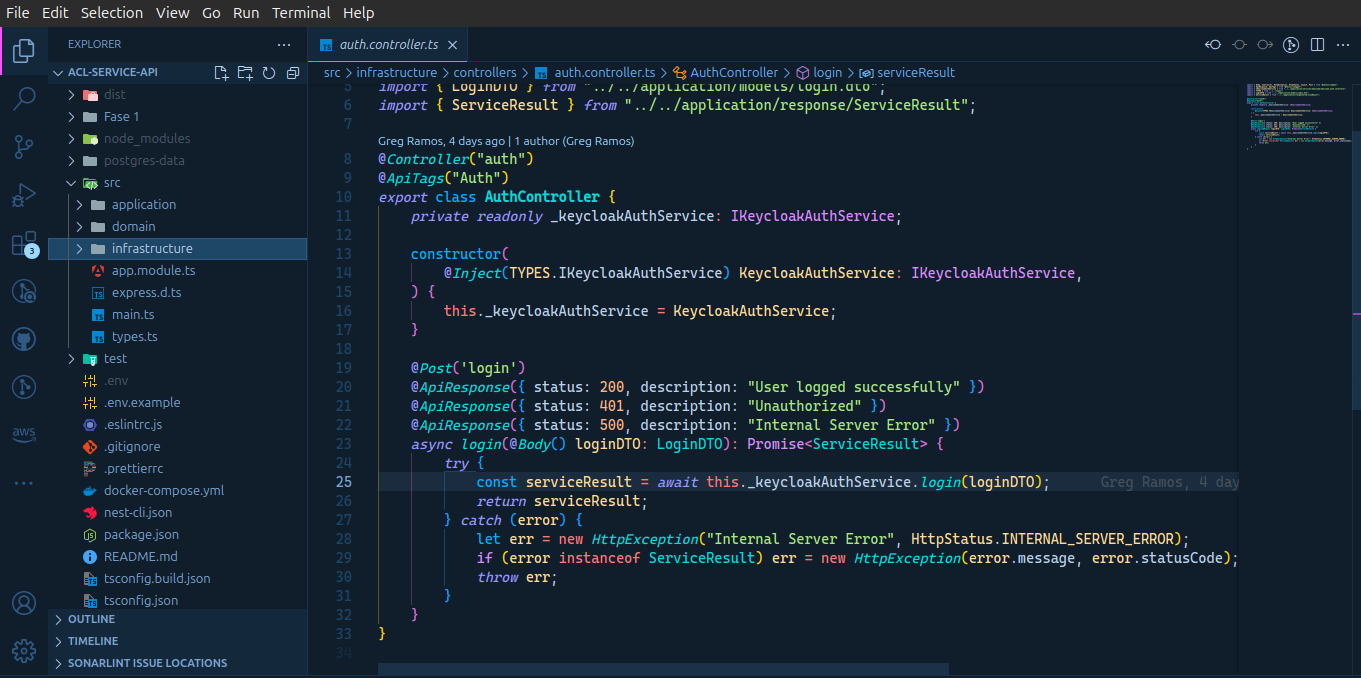 File Edit Selection View Go Run Terminal Help
EXPLORER
auth.controller.ts
ACL-SERVICE-API
src > infrastructure > controllers > auth.controller.ts > AuthController > login > serviceResult
dist
Fase 1
node_modules
postgres-data
src
application
domain
infrastructure
app.module.ts
express.d.ts
main.ts
types.ts
test
.env
.env.example
.eslintrc.js
.gitignore
.prettierrc
docker-compose.yml
nest-cli.json
package.json
README.md
tsconfig.build.json
tsconfig.json
OUTLINE
TIMELINE
SONARLINT ISSUE LOCATIONS
3
aws
5 import { LoginDTO } from "../../application/models/login.dto";
6 import { ServiceResult } from "../../application/response/ServiceResult";
7
Greg Ramos, 4 days ago | 1 author (Greg Ramos)
8 @Controller("auth")
9 @ApiTags("Auth")
10 export class AuthController {
11 private readonly _keycloakAuthService: IKeycloakAuthService;
12
13 constructor(
14 @Inject(TYPES.IKeycloakAuthService) KeycloakAuthService: IKeycloakAuthService,
15 ) {
16 this._keycloakAuthService = KeycloakAuthService;
17 }
18
19 @Post('login')
20 @ApiResponse({ status: 200, description: "User logged successfully" })
21 @ApiResponse({ status: 401, description: "Unauthorized" })
22 @ApiResponse({ status: 500, description: "Internal Server Error" })
23 async login(@Body() loginDTO: LoginDTO): Promise<ServiceResult> {
24 try {
25 const serviceResult = await this._keycloakAuthService.login(loginDTO); Greg Ramos, 4 day
26 return serviceResult;
27 } catch (error) {
28 let err = new HttpException("Internal Server Error", HttpStatus.INTERNAL_SERVER_ERROR);
29 if (error instanceof ServiceResult) err = new HttpException(error.message, error.statusCode);
30 throw err;
31 }
32 }
33 }
34